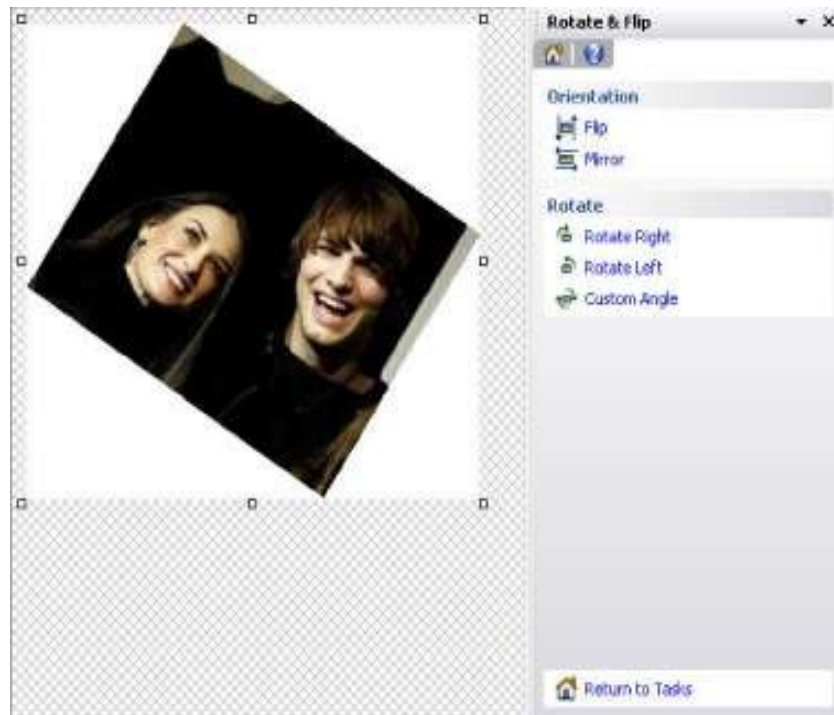 Rotate & Flip
Orientation
Flip
Mirror
Rotate
Rotate Right
Rotate Left
Custom Angle
Return to Tasks